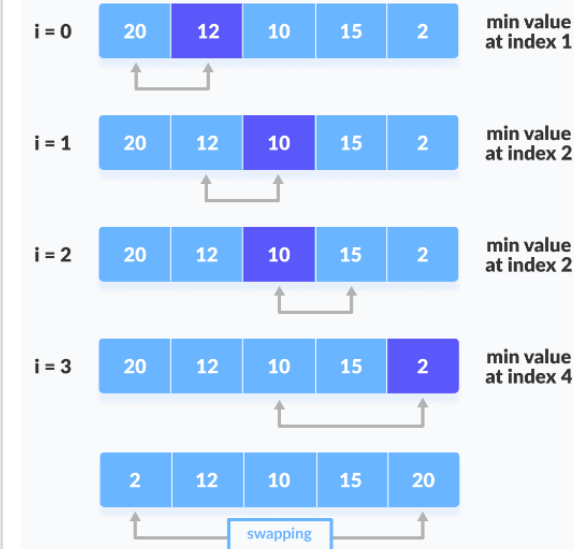 i = 0 20 12 10 15 2 min value
at index 1
i = 1 20 12 10 15 2 min value
at index 2
i = 2 20 12 10 15 2 min value
at index 2
i = 3 20 12 10 15 2 min value
at index 4
2 12 10 15 20
swapping